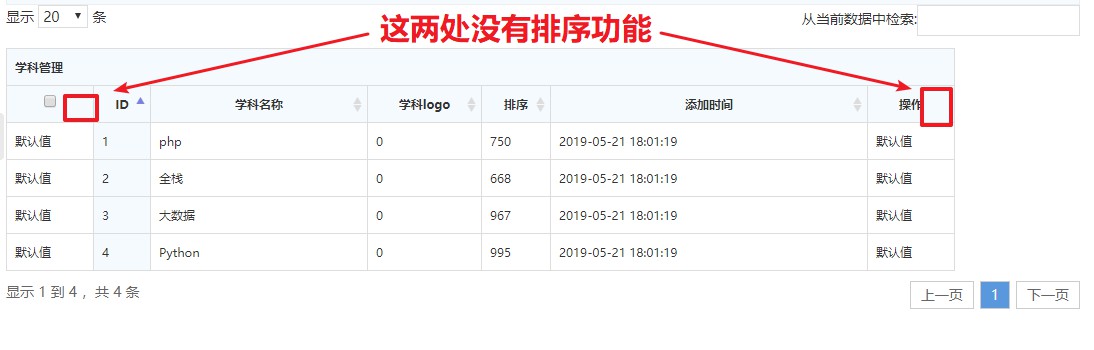 显示 20 条
从当前数据中检索:
这两处没有排序功能
学科管理
ID 学科名称 学科logo 排序 添加时间 操作
默认值 1 php 0 750 2019-05-21 18:01:19 默认值
默认值 2 全栈 0 668 2019-05-21 18:01:19 默认值
默认值 3 大数据 0 967 2019-05-21 18:01:19 默认值
默认值 4 Python 0 995 2019-05-21 18:01:19 默认值
显示 1 到 4 ，共 4 条
上一页 1 下一页